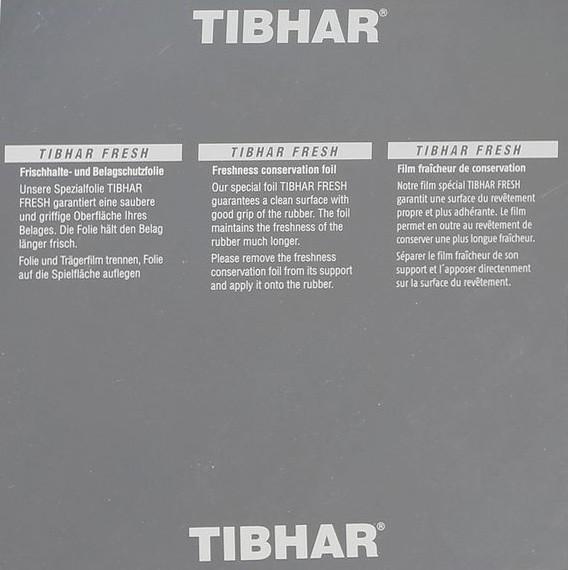 TIBHAR®
TIBHAR FRESH
Frischhalte- und Belagschutzfolie
Unsere Spezialfolie TIBHAR
FRESH garantiert eine saubere
und griffige Oberfläche Ihres
Belages. Die Folie hält den Belag
länger frisch.
Folie und Trägerfilm trennen, Folie
auf die Spielfläche auflegen
TIBHAR FRESH
Freshness conservation foil
Our special foil TIBHAR FRESH
guarantees a clean surface with
good grip of the rubber. The foil
maintains the freshness of the
rubber much longer.
Please remove the freshness
conservation foil from its support
and apply it onto the rubber.
TIBHAR FRESH
Film fraîcheur de conservation
Notre film spécial TIBHAR FRESH
garantit une surface du revêtement
propre et plus adhérante. Le film
permet en outre au revêtement de
conserver une plus longue fraîcheur.
Séparer le film fraîcheur de son
support et l´apposer directenment
sur la surface du revêtement.
TIBHAR®